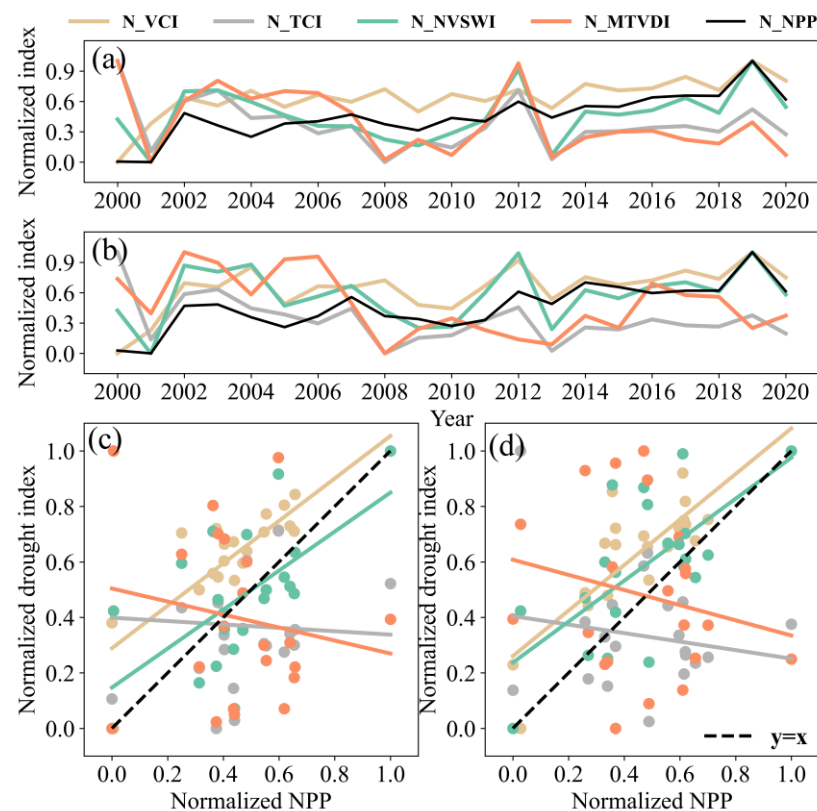 N_VCI N_TCI N_NVSWI N_MTVDI N_NPP
(a)
Normalized index
0.9
0.6
0.3
0.0
2000 2002 2004 2006 2008 2010 2012 2014 2016 2018 2020
(b)
Normalized index
0.9
0.6
0.3
0.0
2000 2002 2004 2006 2008 2010 2012 2014 2016 2018 2020
Year
(c)
Normalized drought index
1.0
0.8
0.6
0.4
0.2
0.0
0.0 0.2 0.4 0.6 0.8 1.0
Normalized NPP
(d)
Normalized drought index
1.0
0.8
0.6
0.4
0.2
0.0
y=x
0.0 0.2 0.4 0.6 0.8 1.0
Normalized NPP